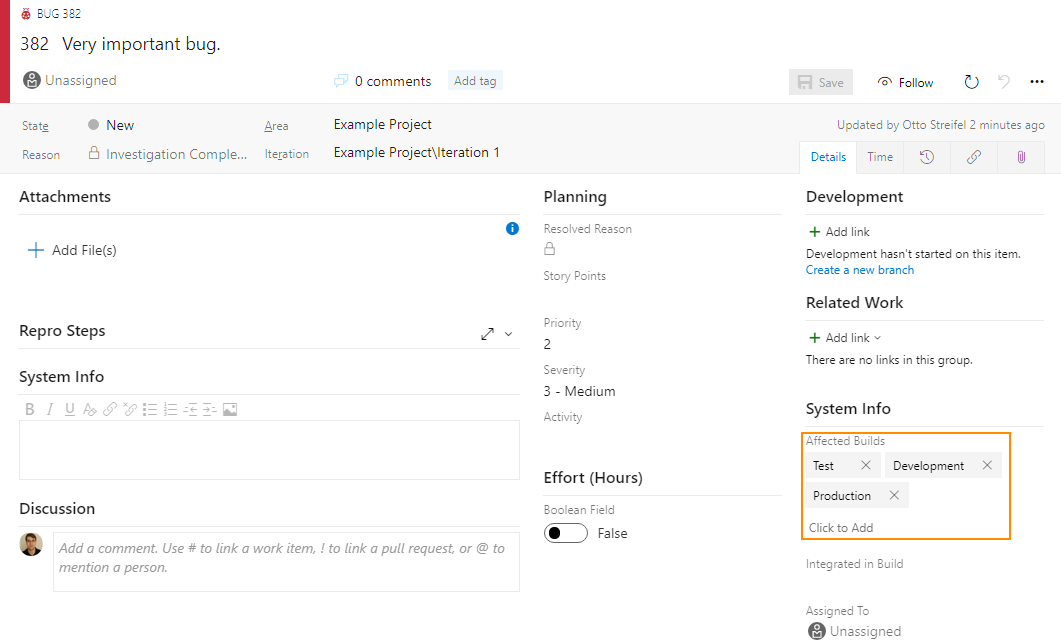 BUG 382
382 Very important bug.
Unassigned
0 comments
Add tag
Save
Follow
State
New
Area
Example Project
Updated by Otto Streifel 2 minutes ago
Reason
Investigation Comple...
Iteration
Example Project\Iteration 1
Details
Time
Attachments
Add File(s)
Repro Steps
System Info
B I U
Discussion
Add a comment. Use # to link a work item, ! to link a pull request, or @ to
mention a person.
Planning
Resolved Reason
Story Points
Priority
2
Severity
3 - Medium
Activity
Effort (Hours)
Boolean Field
False
Development
Add link
Development hasn't started on this item.
Create a new branch
Related Work
Add link
There are no links in this group.
System Info
Affected Builds
Test
Development
Production
Click to Add
Integrated in Build
Assigned To
Unassigned